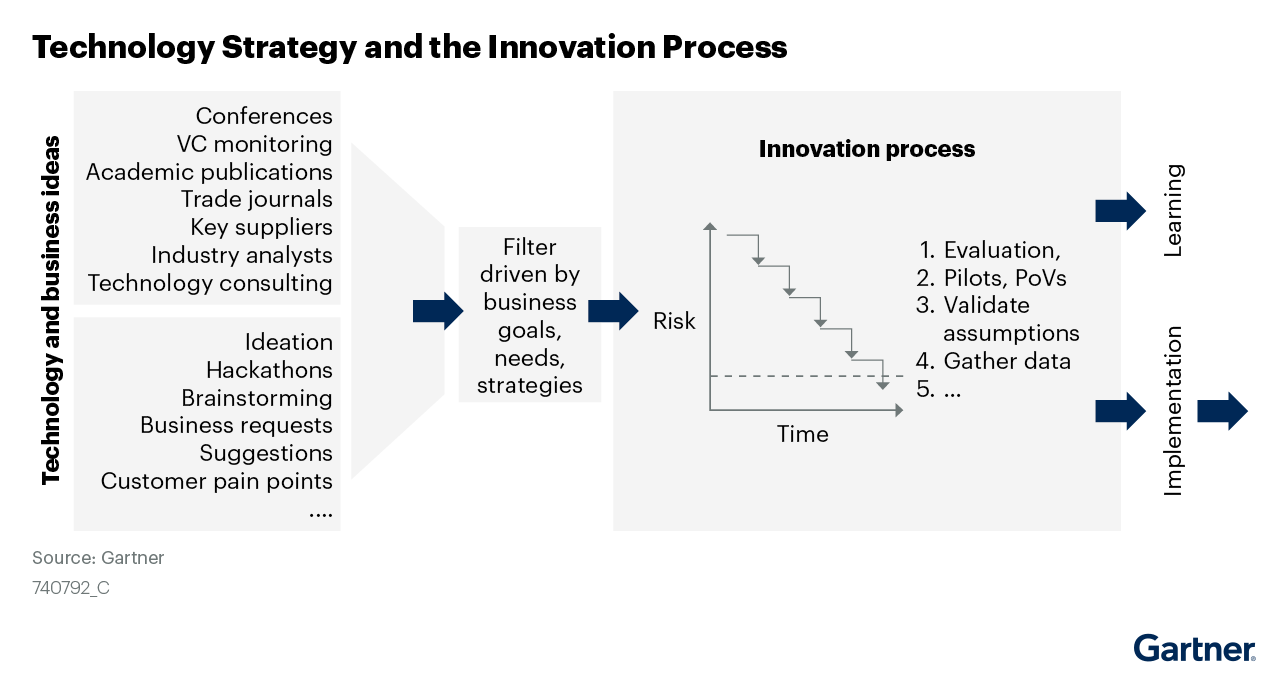 Technology Strategy and the Innovation Process
Technology and business ideas
Conferences
VC monitoring
Academic publications
Trade journals
Key suppliers
Industry analysts
Technology consulting
Ideation
Hackathons
Brainstorming
Business requests
Suggestions
Customer pain points
....
Filter
driven by
business
goals,
needs,
strategies
Innovation process
Risk
Time
1. Evaluation,
2. Pilots, PoVs
3. Validate
assumptions
4. Gather data
5. ...
Learning
Implementation
Source: Gartner
740792_C
Gartner®